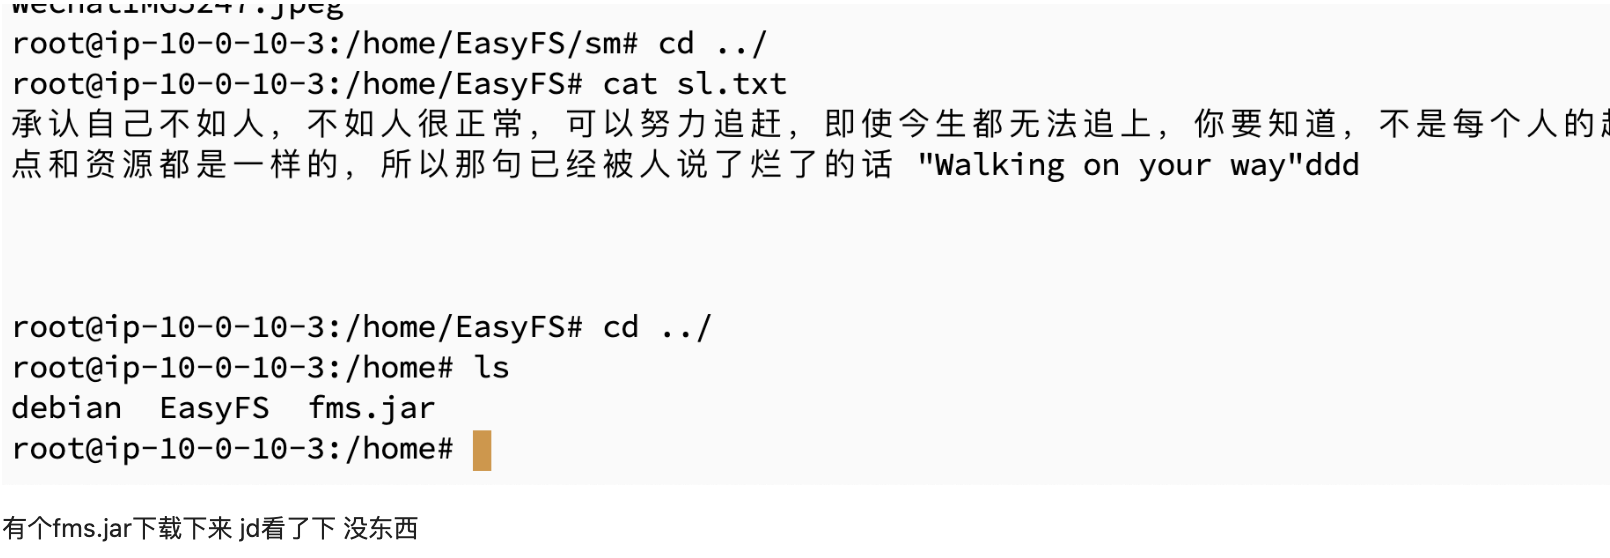 WeChatIMG5247.jpeg
root@ip-10-0-10-3:/home/EasyFS/sm# cd ../
root@ip-10-0-10-3:/home/EasyFS# cat sl.txt
承认自己不如人，不如人很正常，可以努力追赶，即使今生都无法追上，你要知道，不是每个人的起
点和资源都是一样的，所以那句已经被人说了烂了的话 "Walking on your way"ddd
root@ip-10-0-10-3:/home/EasyFS# cd ../
root@ip-10-0-10-3:/home# ls
debian EasyFS fms.jar
root@ip-10-0-10-3:/home#
有个fms.jar下载下来 jd看了下 没东西